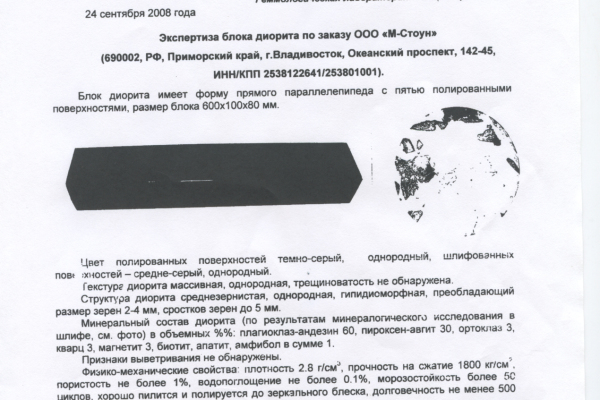 24 сентября 2008 года
Экспертиза блока диорита по заказу ООО «М-Стоун»
(690002, РФ, Приморский край, г.Владивосток, Океанский проспект, 142-45,
ИНН/КПП 2538122641/253801001).
Блок диорита имеет форму прямого параллелепипеда с пятью полированными
поверхностями, размер блока 600х100х80 мм.
Цвет полированных поверхностей темно-серый, однородный, шлифованных
поверхностей – средне-серый, однородный.
Текстура диорита массивная, однородная, трещиноватость не обнаружена.
Структура диорита среднезернистая, однородная, гипидиоморфная, преобладающий
размер зерен 2-4 мм, сростков зерен до 5 мм.
Минеральный состав диорита (по результатам минералогического исследования в
шлифе, см. фото) в объемных %%: плагиоклаз-андезин 60, пироксен-авгит 30, ортоклаз 3,
кварц 3, магнетит 3, биотит, апатит, амфибол в сумме 1.
Признаки выветривания не обнаружены.
Физико-механические свойства: плотность 2.8 г/см³, прочность на сжатие 1800 кг/см²,
пористость не более 1%, водопоглощение не более 0.1%, морозостойкость более 50
циклов, хорошо пилится и полируется до зеркального блеска, долговечность не менее 500